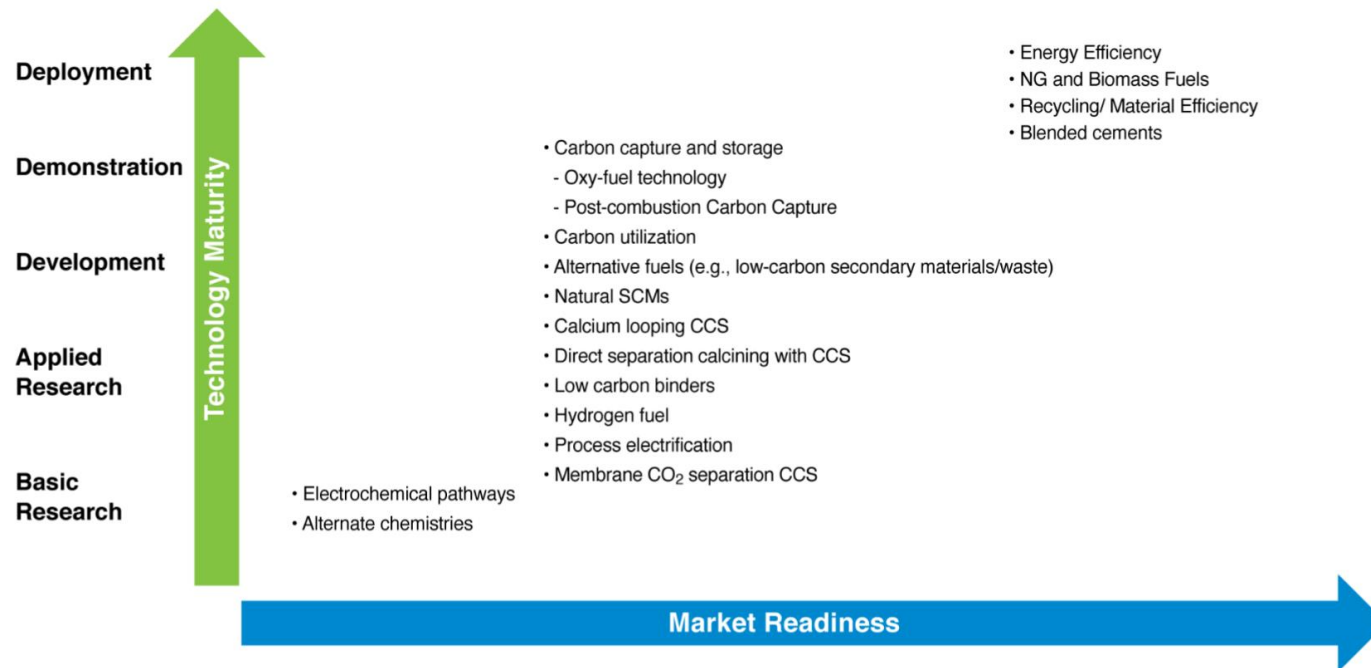 Deployment
Demonstration
Development
Applied
Research
Basic
Research
Technology Maturity
• Energy Efficiency
• NG and Biomass Fuels
• Recycling/ Material Efficiency
• Blended cements
• Carbon capture and storage
- Oxy-fuel technology
- Post-combustion Carbon Capture
• Carbon utilization
• Alternative fuels (e.g., low-carbon secondary materials/waste)
• Natural SCMs
• Calcium looping CCS
• Direct separation calcining with CCS
• Low carbon binders
• Hydrogen fuel
• Process electrification
• Membrane CO₂ separation CCS
• Electrochemical pathways
• Alternate chemistries
Market Readiness